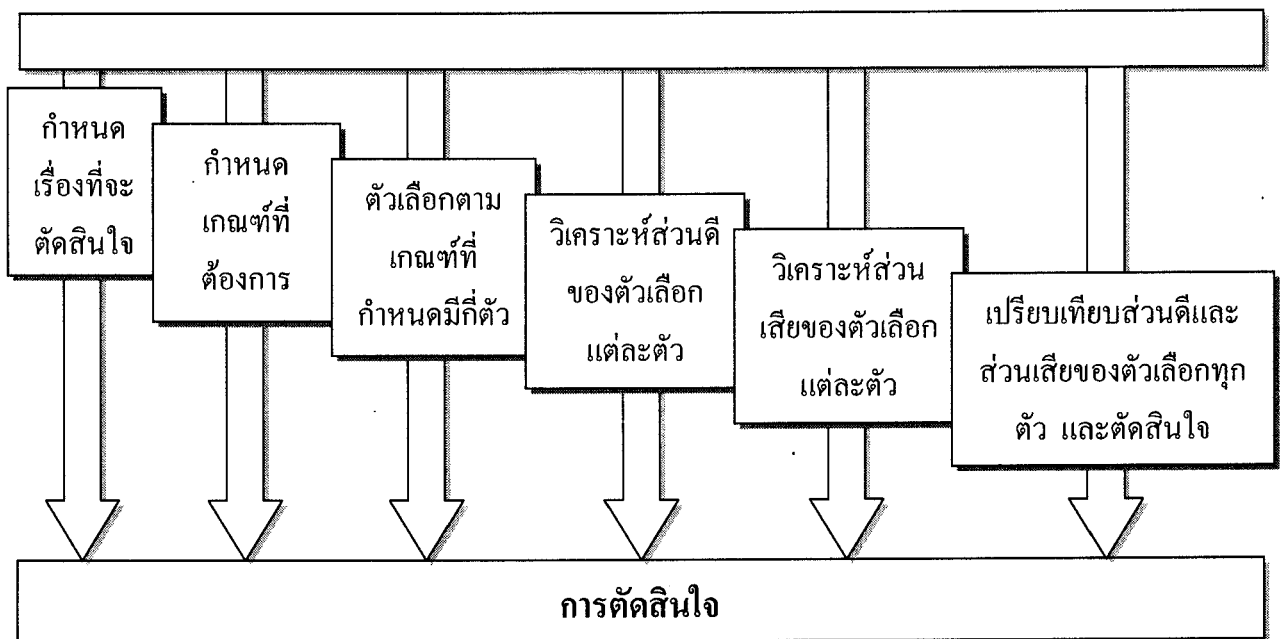 กำหนด
เรื่องที่จะ
ตัดสินใจ
กำหนด
เกณฑ์ที่
ต้องการ
ตัวเลือกตาม
เกณฑ์ที่
กำหนดมีกี่ตัว
วิเคราะห์ส่วนดี
ของตัวเลือก
แต่ละตัว
วิเคราะห์ส่วน
เสียของตัวเลือก
แต่ละตัว
เปรียบเทียบส่วนดีและ
ส่วนเสียของตัวเลือกทุก
ตัว และตัดสินใจ
การตัดสินใจ